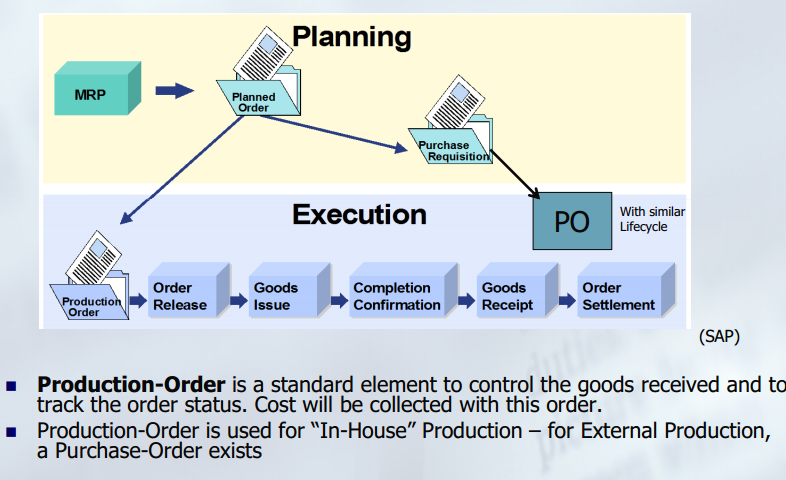 Planning
MRP
Planned
Order
Purchase
Requisition
Execution
PO
With similar
Lifecycle
Production
Order
Order
Release
Goods
Issue
Completion
Confirmation
Goods
Receipt
Order
Settlement
(SAP)
Production-Order is a standard element to control the goods received and to
track the order status. Cost will be collected with this order.
Production-Order is used for “In-House” Production – for External Production,
a Purchase-Order exists